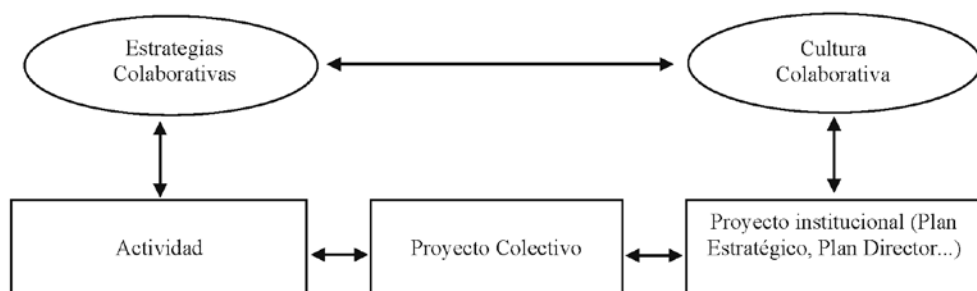 Estrategias
Colaborativas
Cultura
Colaborativa
Actividad
Proyecto Colectivo
Proyecto institucional (Plan
Estratégico, Plan Director...)